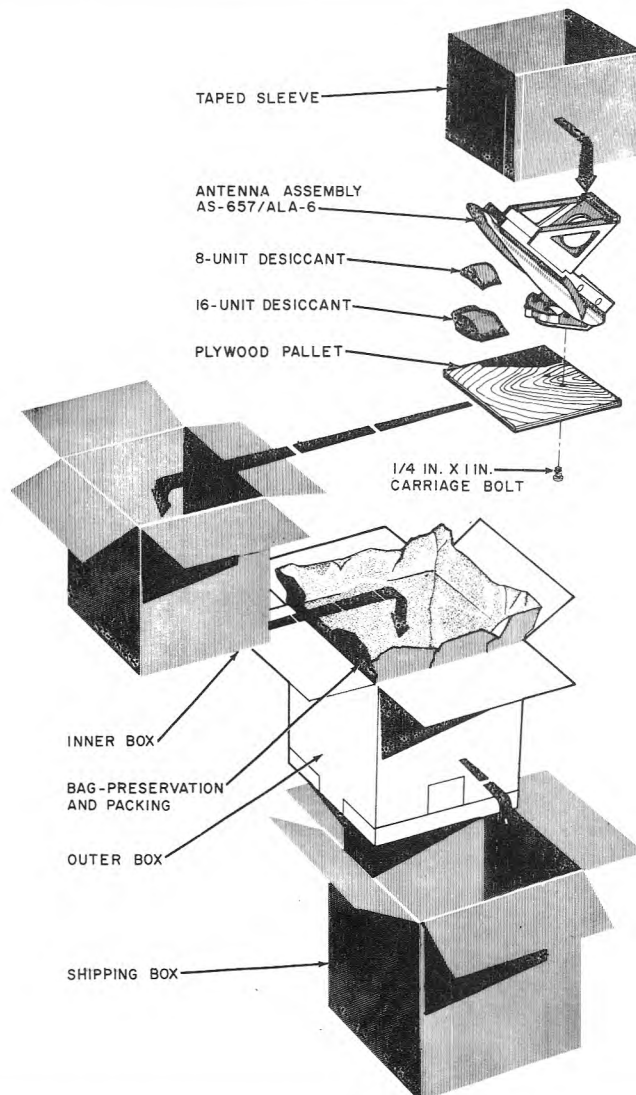 TAPED SLEEVE
ANTENNA ASSEMBLY
AS-657/ALA-6
8-UNIT DESICCANT
16-UNIT DESICCANT
PLYWOOD PALLET
1/4 IN. X 1 IN.
CARRIAGE BOLT
INNER BOX
BAG-PRESERVATION
AND PACKING
OUTER BOX
SHIPPING BOX